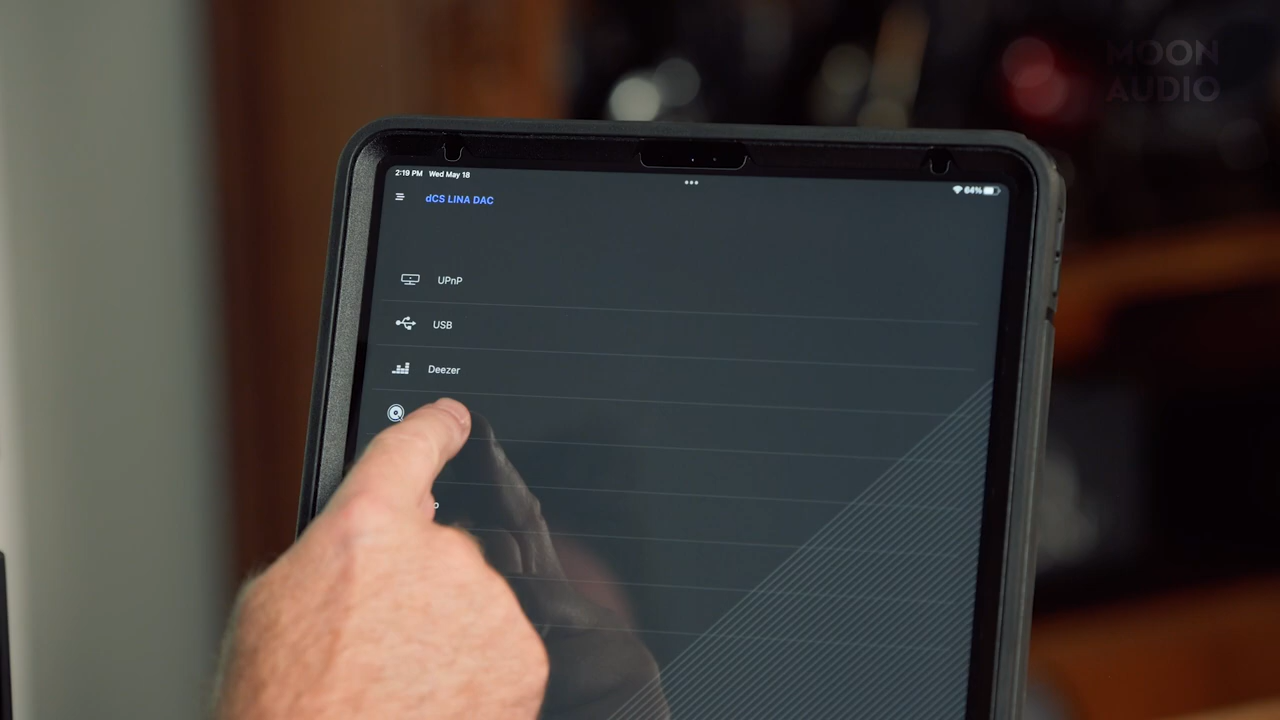 MOON
AUDIO
2:19 PM Wed May 18
64%
dCS LINA DAC
UPnP
USB
Deezer